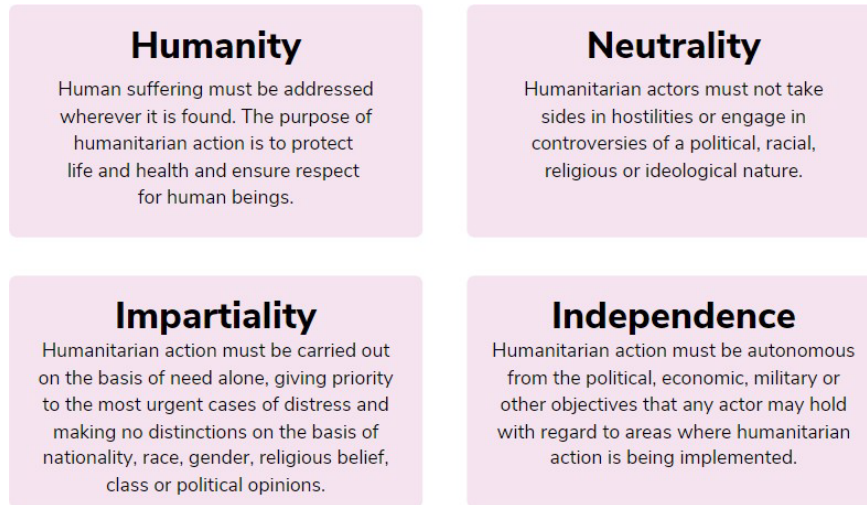 Humanity
Human suffering must be addressed
wherever it is found. The purpose of
humanitarian action is to protect
life and health and ensure respect
for human beings.
Neutrality
Humanitarian actors must not take
sides in hostilities or engage in
controversies of a political, racial,
religious or ideological nature.
Impartiality
Humanitarian action must be carried out
on the basis of need alone, giving priority
to the most urgent cases of distress and
making no distinctions on the basis of
nationality, race, gender, religious belief,
class or political opinions.
Independence
Humanitarian action must be autonomous
from the political, economic, military or
other objectives that any actor may hold
with regard to areas where humanitarian
action is being implemented.